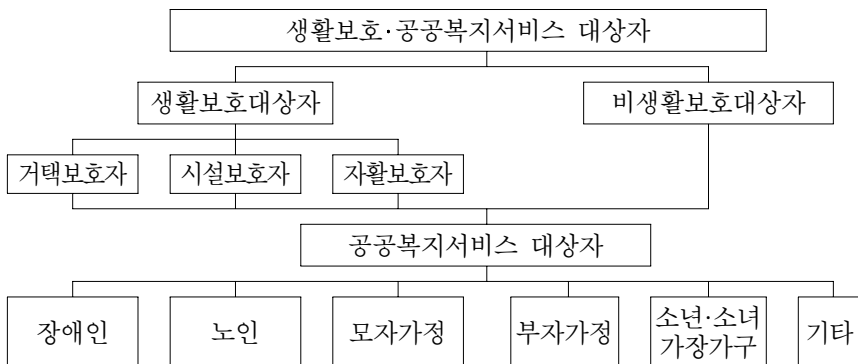 생활보호·공공복지서비스 대상자
생활보호대상자
비생활보호대상자
거택보호자
시설보호자
자활보호자
공공복지서비스 대상자
장애인
노인
모자가정
부자가정
소년·소녀
가장가구
기타